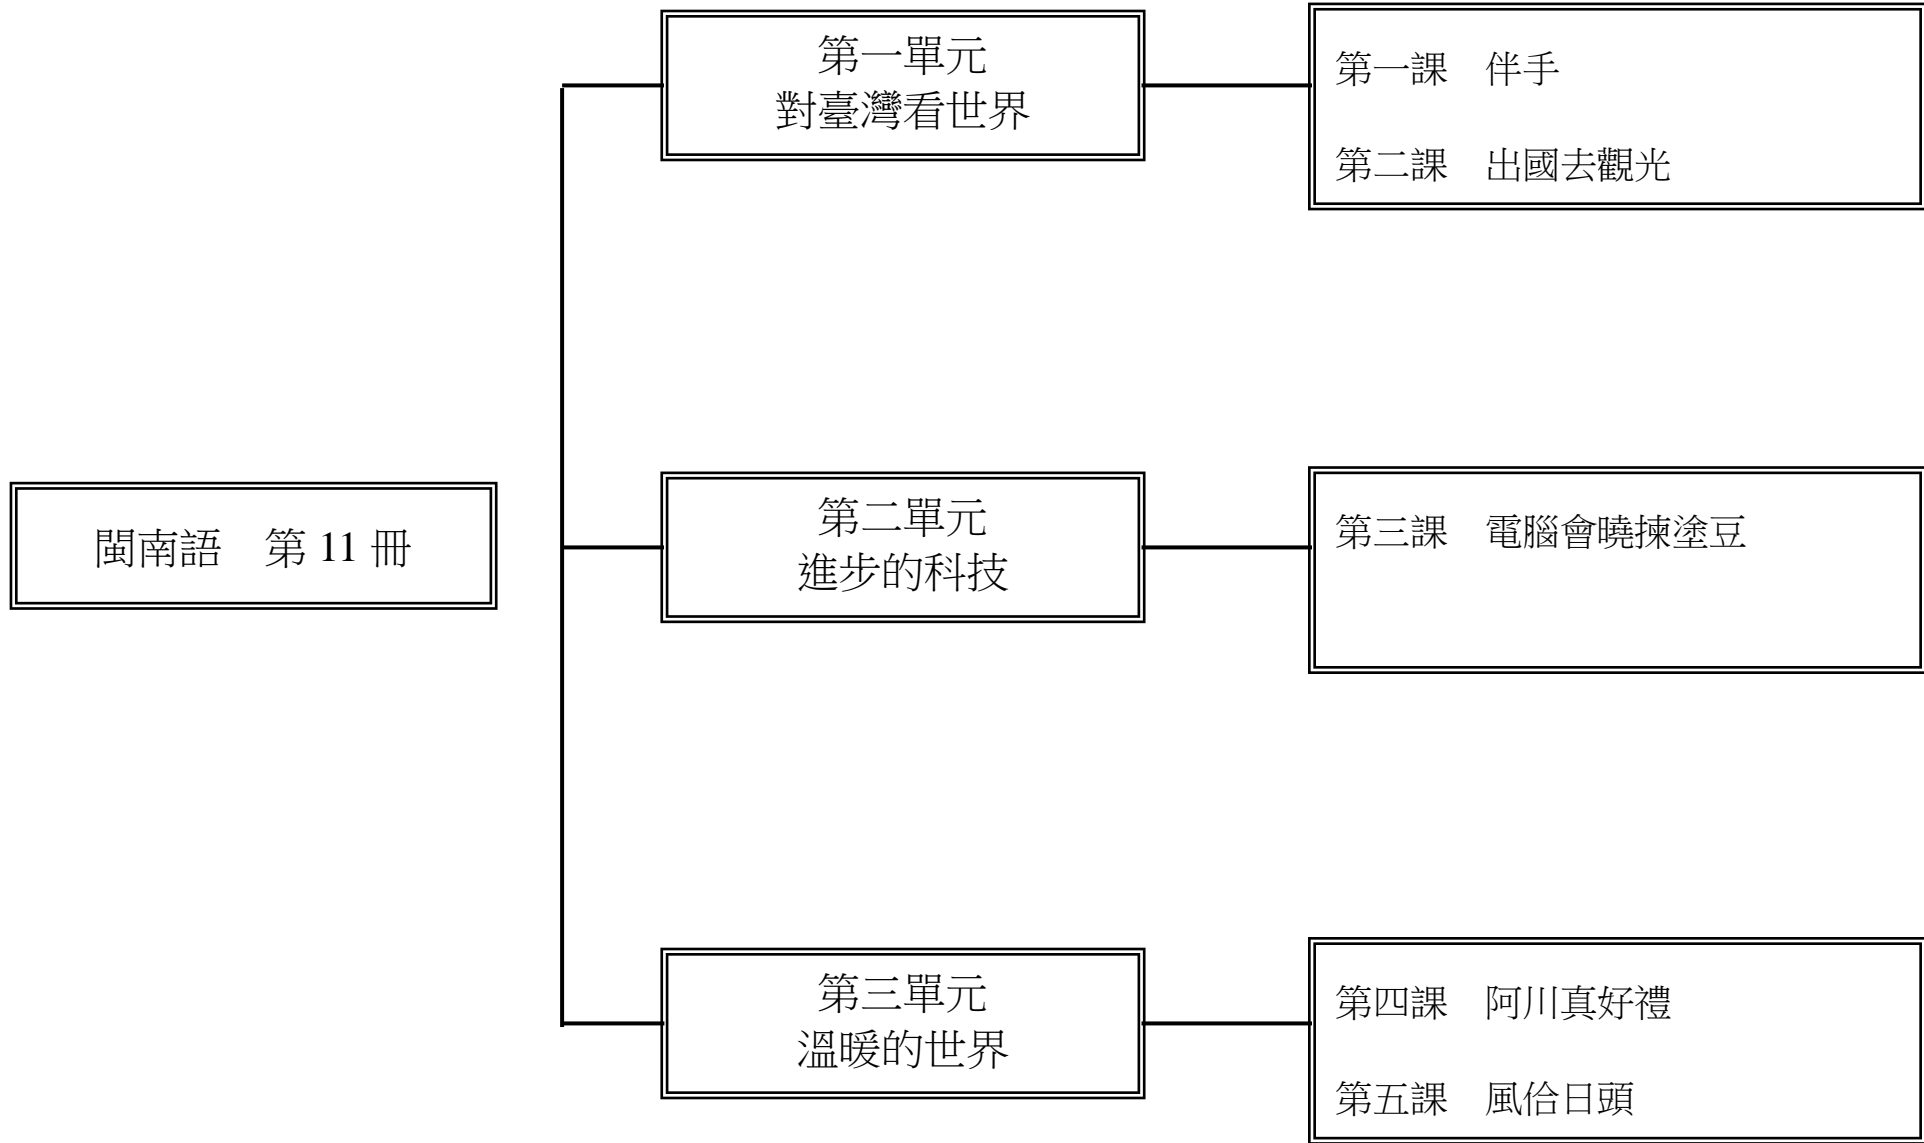 閩南語　第 11 冊
第一單元
對臺灣看世界
第一課　伴手
第二課　出國去觀光
第二單元
進步的科技
第三課　電腦會曉揀塗豆
第三單元
溫暖的世界
第四課　阿川真好禮
第五課　風佮日頭